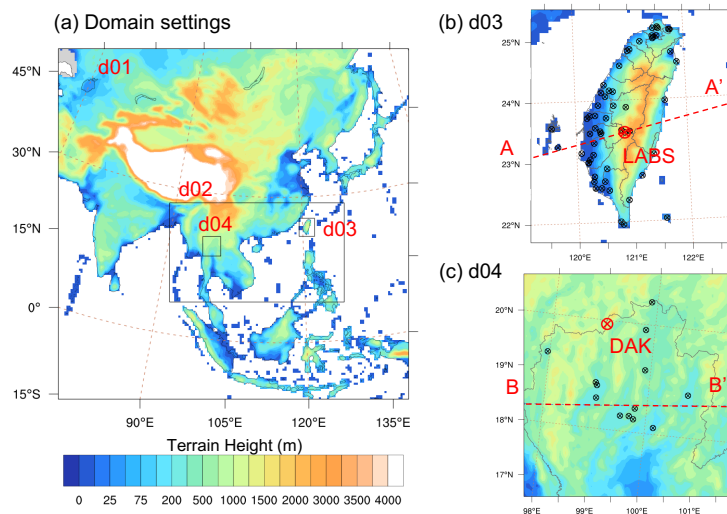 (a) Domain settings
d01
d02
d04
d03
45°N
30°N
15°N
0°
15°S
90°E
105°E
120°E
135°E
Terrain Height (m)
0 25 75 200 500 1000 1500 2000 3000 3500 4000
(b) d03
25°N
24°N
23°N
22°N
A
A'
LABS
120°E
121°E
122°E
(c) d04
20°N
19°N
18°N
17°N
DAK
B
B'
98°E
99°E
100°E
101°E